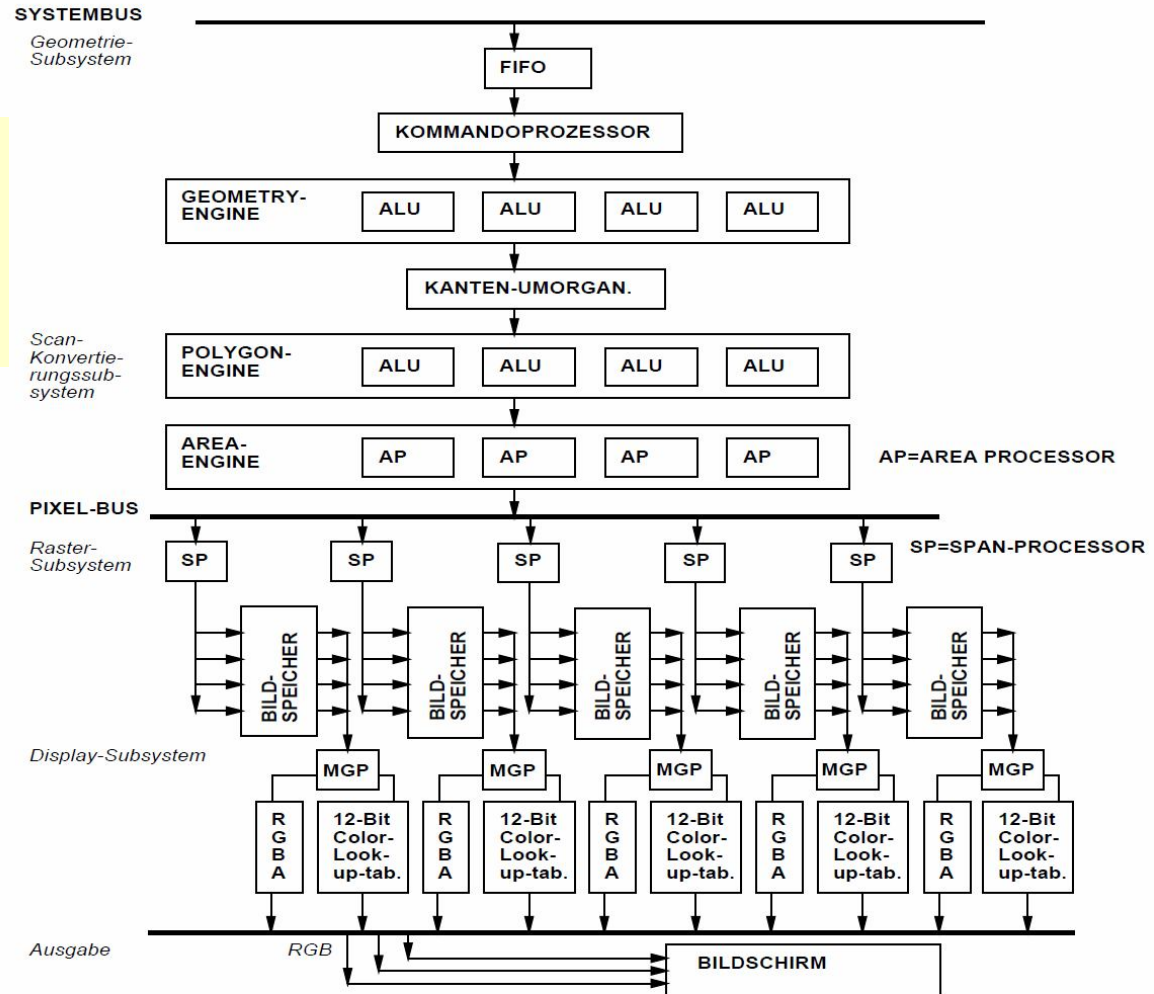 SYSTEMBUS
Geometrie-
Subsystem
FIFO
KOMMANDOPROZESSOR
GEOMETRY-
ENGINE
ALU ALU ALU ALU
KANTEN-UMORGAN.
Scan-
Konvertie-
rungssub-
system
POLYGON-
ENGINE
ALU ALU ALU ALU
AREA-
ENGINE
AP AP AP AP
AP=AREA PROCESSOR
PIXEL-BUS
Raster-
Subsystem
SP SP SP SP SP
SP=SPAN-PROCESSOR
BILD-
SPEICHER
BILD-
SPEICHER
BILD-
SPEICHER
BILD-
SPEICHER
BILD-
SPEICHER
Display-Subsystem
MGP MGP MGP MGP MGP
R
G
B
A
12-Bit
Color-
Look-
up-tab.
R
G
B
A
12-Bit
Color-
Look-
up-tab.
R
G
B
A
12-Bit
Color-
Look-
up-tab.
R
G
B
A
12-Bit
Color-
Look-
up-tab.
R
G
B
A
12-Bit
Color-
Look-
up-tab.
Ausgabe
RGB
BILDSCHIRM